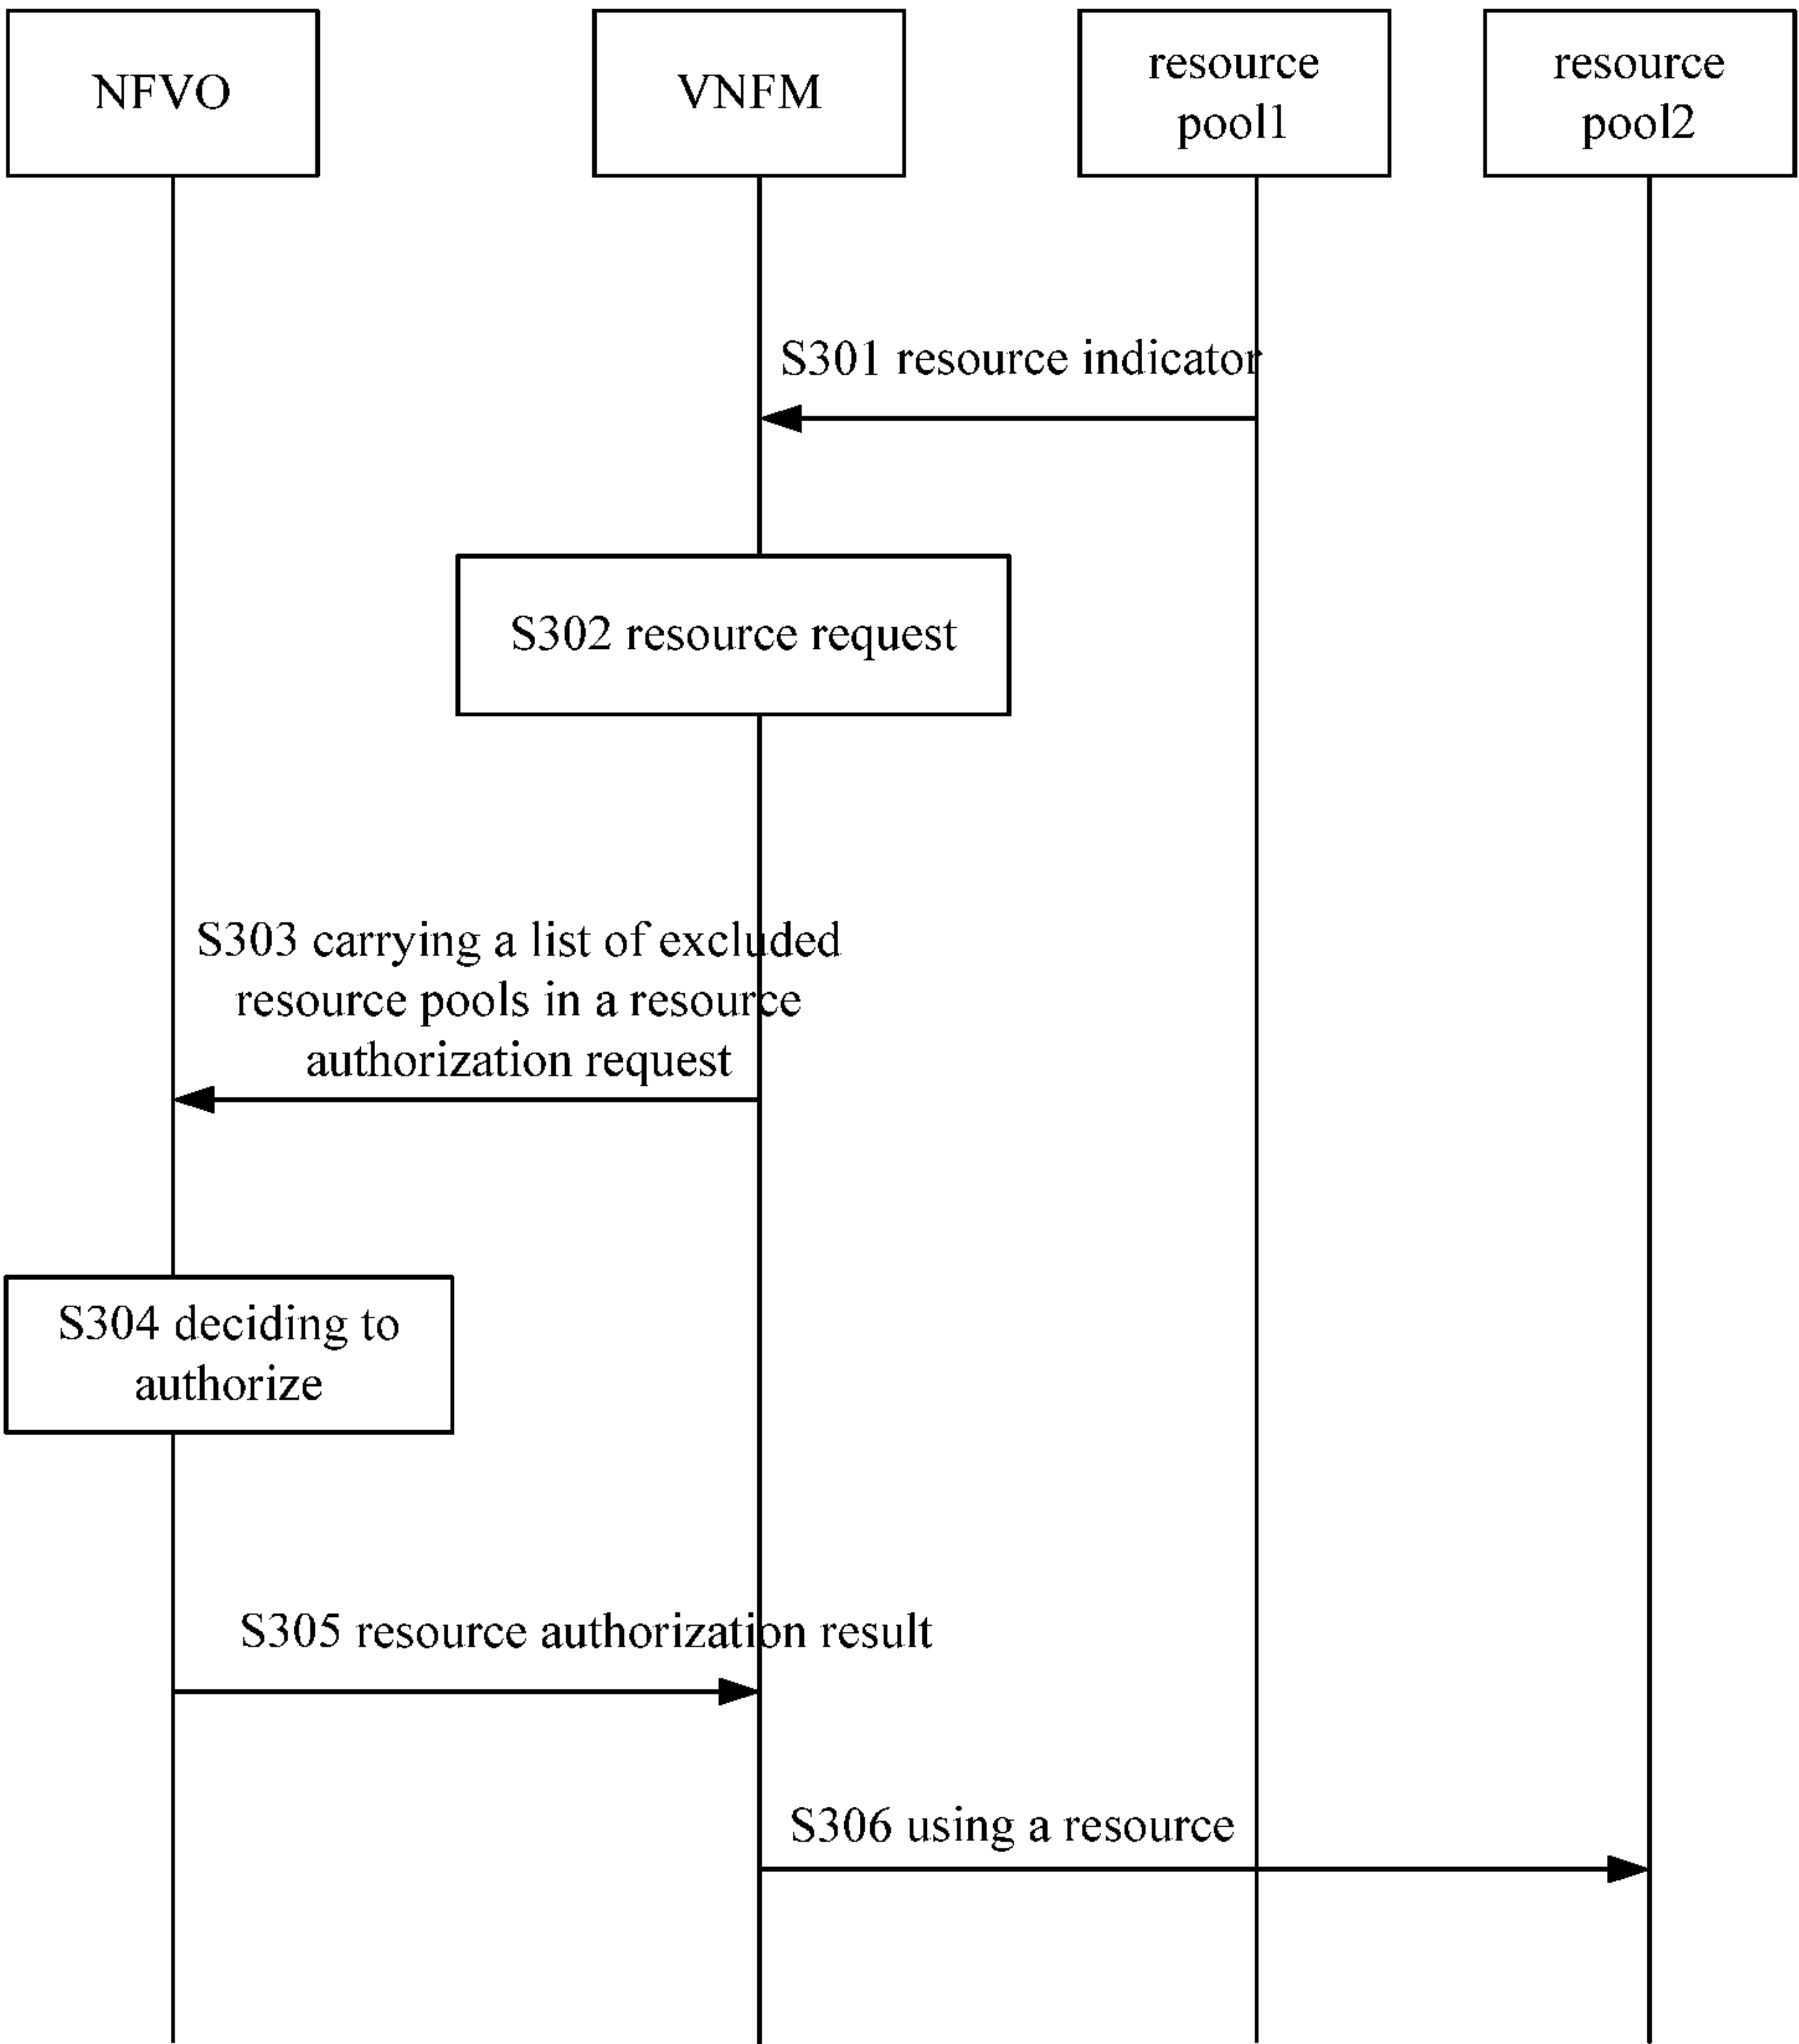 NFVO
VNFM
resource
pool1
resource
pool2
S301 resource indicator
S302 resource request
S303 carrying a list of excluded
resource pools in a resource
authorization request
S304 deciding to
authorize
S305 resource authorization result
S306 using a resource